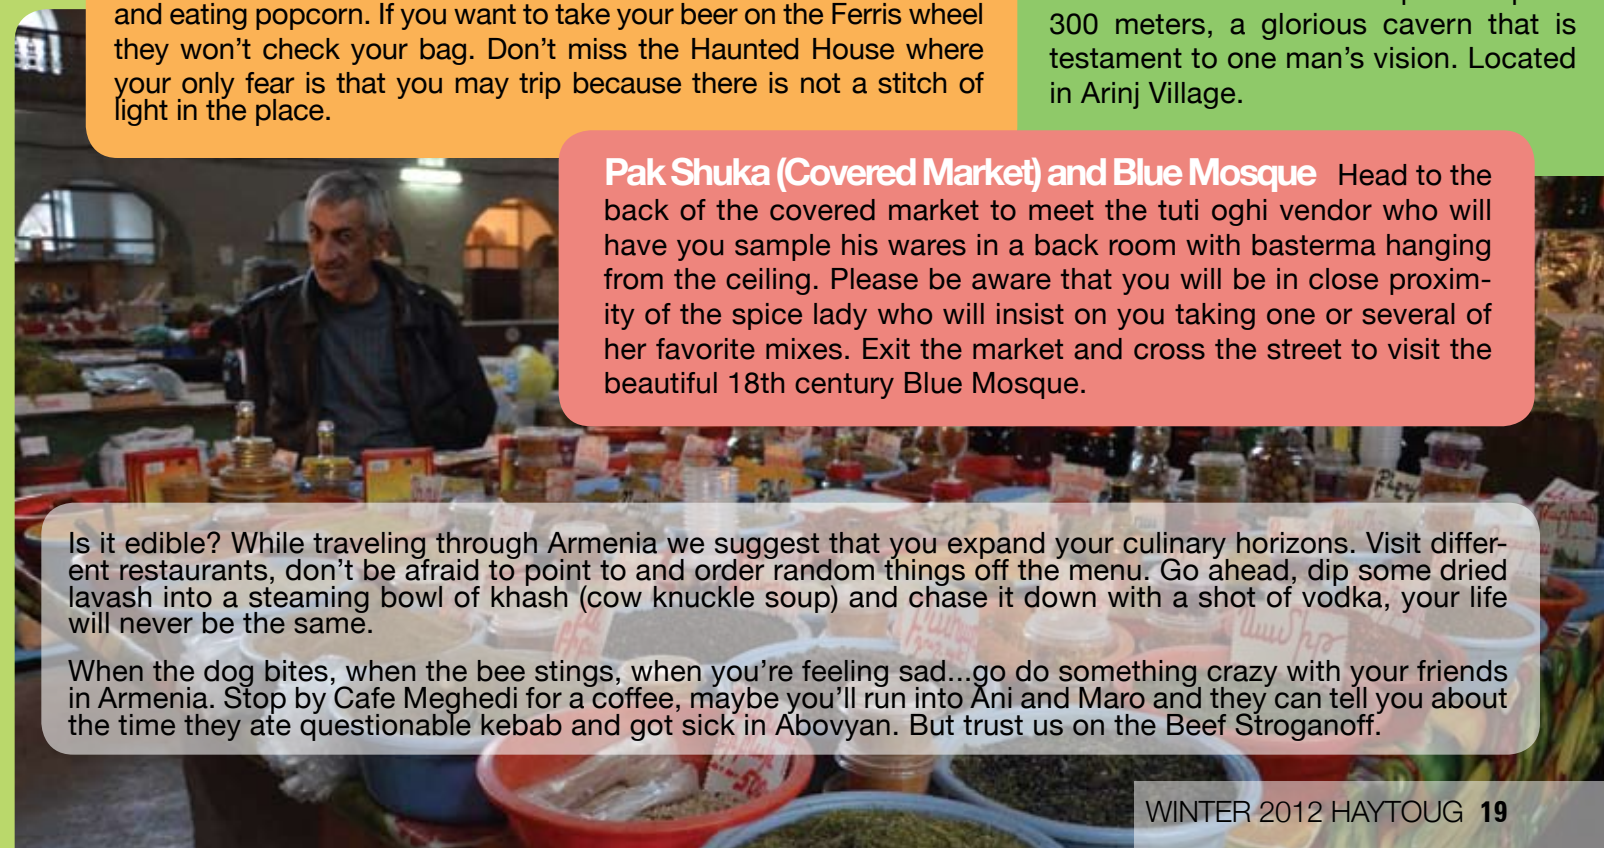 and eating popcorn. If you want to take your beer on the Ferris wheel
they won't check your bag. Don't miss the Haunted House where
your only fear is that you may trip because there is not a stitch of
light in the place.
300 meters, a glorious cavern that is
testament to one man's vision. Located
in Arinj Village.
Pak Shuka (Covered Market) and Blue Mosque Head to the
back of the covered market to meet the tuti oghi vendor who will
have you sample his wares in a back room with basterma hanging
from the ceiling. Please be aware that you will be in close proxim-
ity of the spice lady who will insist on you taking one or several of
her favorite mixes. Exit the market and cross the street to visit the
beautiful 18th century Blue Mosque.
Is it edible? While traveling through Armenia we suggest that you expand your culinary horizons. Visit differ-
ent restaurants, don't be afraid to point to and order random things off the menu. Go ahead, dip some dried
lavash into a steaming bowl of khash (cow knuckle soup) and chase it down with a shot of vodka, your life
will never be the same.
When the dog bites, when the bee stings, when you're feeling sad...go do something crazy with your friends
in Armenia. Stop by Cafe Meghedi for a coffee, maybe you'll run into Ani and Maro and they can tell you about
the time they ate questionable kebab and got sick in Abovyan. But trust us on the Beef Stroganoff.
WINTER 2012 HAYTOUG 19